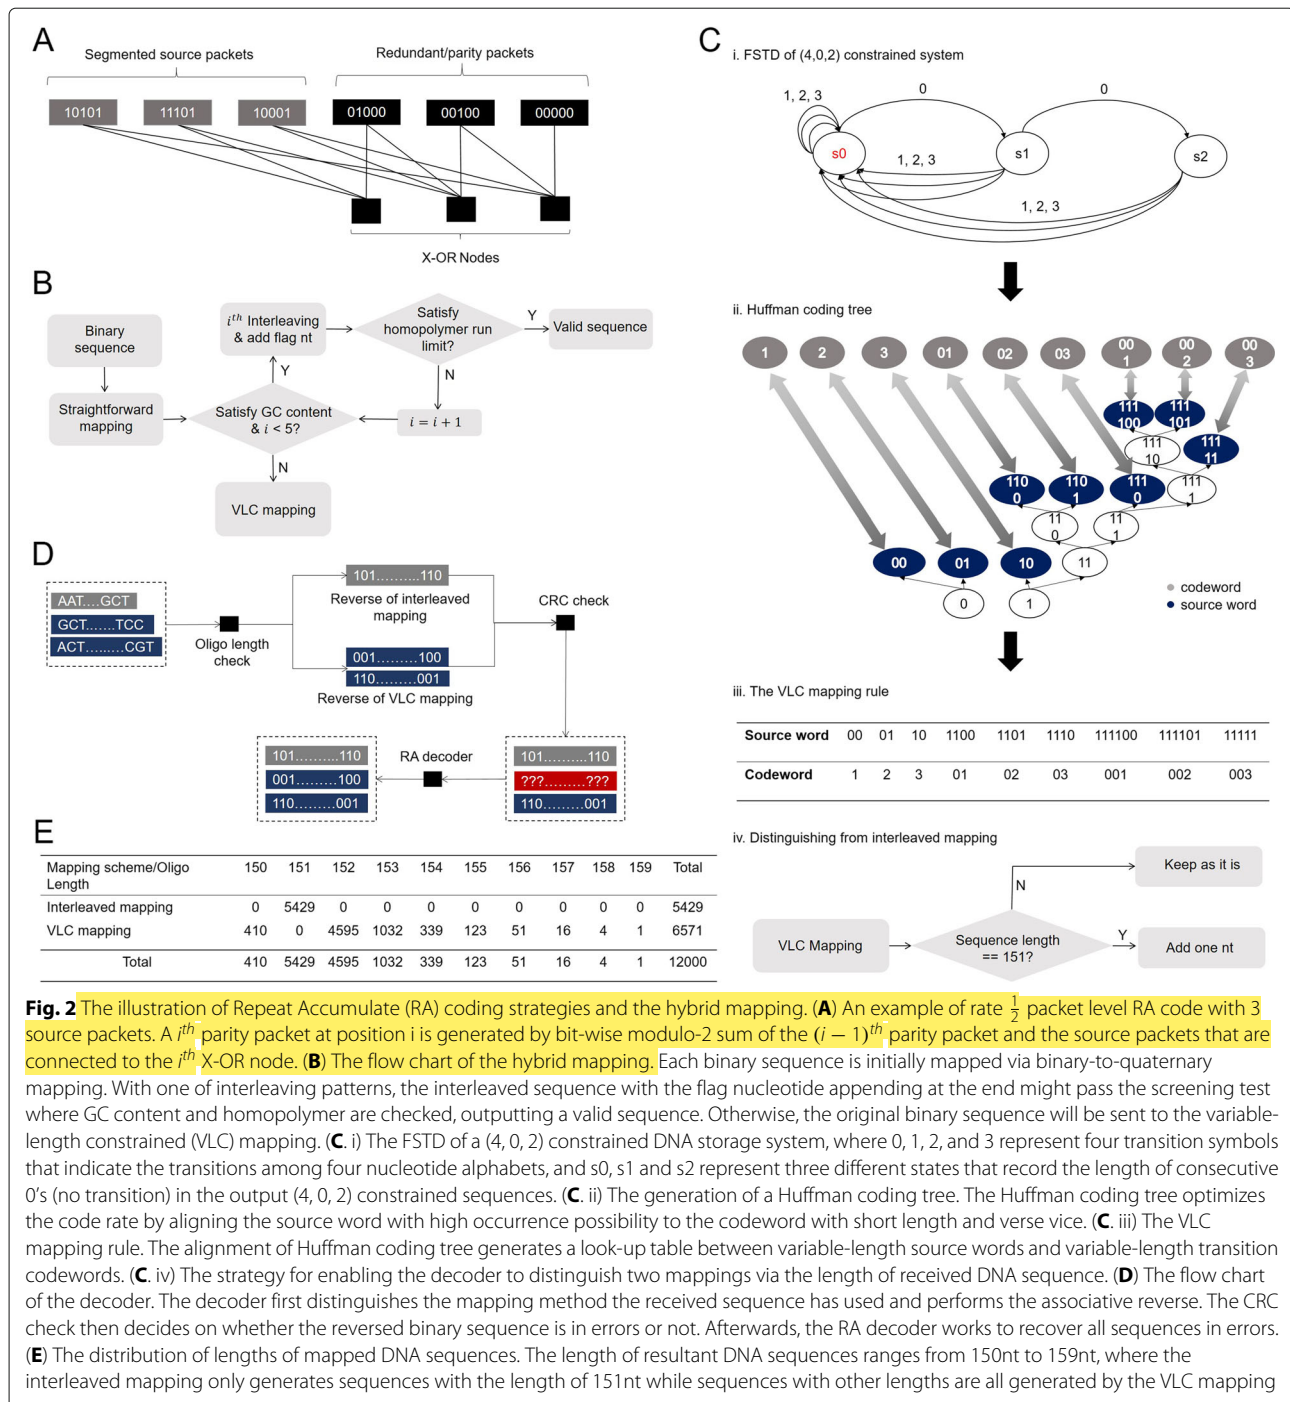 A
Segmented source packets
Redundant/parity packets
10101 11101 10001 01000 00100 00000
X-OR Nodes
B
Binary
sequence
Straightforward
mapping
Satisfy GC content
& i < 5?
Y
N
i^th Interleaving
& add flag nt
Satisfy
homopolymer run
limit?
Y
N
Valid sequence
i = i + 1
VLC mapping
C
i. FSTD of (4,0,2) constrained system
1, 2, 3
0
0
s0
s1
s2
1, 2, 3
1, 2, 3
ii. Huffman coding tree
1 2 3 01 02 03 00 1 00 2 00 3
111 100
111 101
111 10
111 11
110 0
110 1
111 0
111 1
11 0
11 1
00 01 10 11
0 1
codeword
source word
iii. The VLC mapping rule
Source word 00 01 10 1100 1101 1110 111100 111101 11111
Codeword 1 2 3 01 02 03 001 002 003
iv. Distinguishing from interleaved mapping
VLC Mapping
Sequence length
== 151?
N
Y
Keep as it is
Add one nt
D
AAT....GCT
GCT.......TCC
ACT.........CGT
Oligo length
check
101.........110
Reverse of interleaved
mapping
001.........100
110.........001
Reverse of VLC mapping
CRC check
101.........110
???.........???
110.........001
RA decoder
101.........110
001.........100
110.........001
E
Mapping scheme/Oligo
Length
150 151 152 153 154 155 156 157 158 159 Total
Interleaved mapping 0 5429 0 0 0 0 0 0 0 0 5429
VLC mapping 410 0 4595 1032 339 123 51 16 4 1 6571
Total 410 5429 4595 1032 339 123 51 16 4 1 12000
Fig. 2 The illustration of Repeat Accumulate (RA) coding strategies and the hybrid mapping. (A) An example of rate 1/2 packet level RA code with 3
source packets. A i^th parity packet at position i is generated by bit-wise modulo-2 sum of the (i − 1)^th parity packet and the source packets that are
connected to the i^th X-OR node. (B) The flow chart of the hybrid mapping. Each binary sequence is initially mapped via binary-to-quaternary
mapping. With one of interleaving patterns, the interleaved sequence with the flag nucleotide appending at the end might pass the screening test
where GC content and homopolymer are checked, outputting a valid sequence. Otherwise, the original binary sequence will be sent to the variable-
length constrained (VLC) mapping. (C. i) The FSTD of a (4, 0, 2) constrained DNA storage system, where 0, 1, 2, and 3 represent four transition symbols
that indicate the transitions among four nucleotide alphabets, and s0, s1 and s2 represent three different states that record the length of consecutive
0's (no transition) in the output (4, 0, 2) constrained sequences. (C. ii) The generation of a Huffman coding tree. The Huffman coding tree optimizes
the code rate by aligning the source word with high occurrence possibility to the codeword with short length and verse vice. (C. iii) The VLC
mapping rule. The alignment of Huffman coding tree generates a look-up table between variable-length source words and variable-length transition
codewords. (C. iv) The strategy for enabling the decoder to distinguish two mappings via the length of received DNA sequence. (D) The flow chart
of the decoder. The decoder first distinguishes the mapping method the received sequence has used and performs the associative reverse. The CRC
check then decides on whether the reversed binary sequence is in errors or not. Afterwards, the RA decoder works to recover all sequences in errors.
(E) The distribution of lengths of mapped DNA sequences. The length of resultant DNA sequences ranges from 150nt to 159nt, where the
interleaved mapping only generates sequences with the length of 151nt while sequences with other lengths are all generated by the VLC mapping